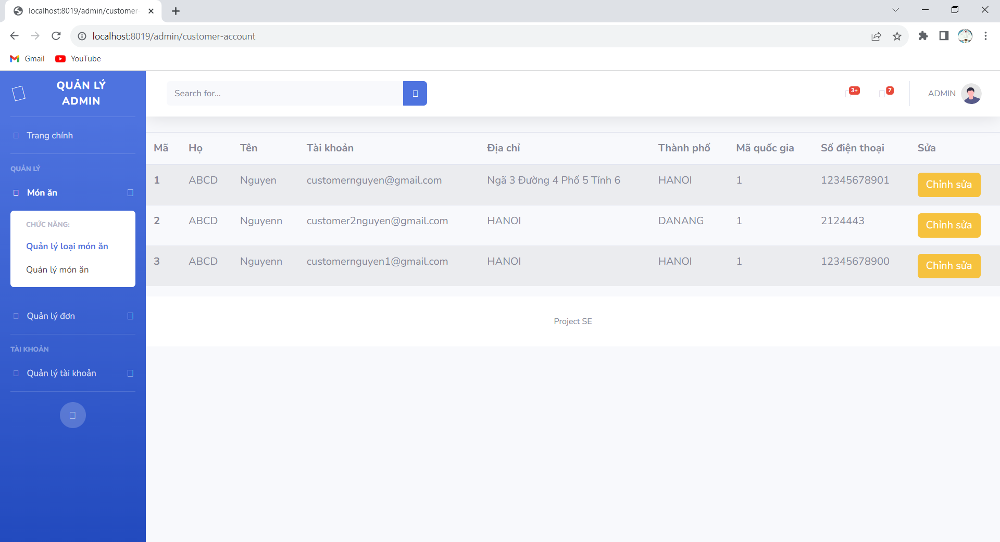 localhost:8019/admin/customer-
localhost:8019/admin/customer-account
Gmail YouTube
QUẢN LÝ
ADMIN
Search for...
3+ 7 ADMIN
Trang chính
QUẢN LÝ
Món ăn
CHỨC NĂNG:
Quản lý loại món ăn
Quản lý món ăn
Quản lý đơn
TÀI KHOẢN
Quản lý tài khoản
Mã Họ Tên Tài khoản Địa chỉ Thành phố Mã quốc gia Số điện thoại Sửa
1 ABCD Nguyen customernguyen@gmail.com Ngã 3 Đường 4 Phố 5 Tỉnh 6 HANOI 1 12345678901 Chỉnh sửa
2 ABCD Nguyenn customer2nguyen@gmail.com HANOI DANANG 1 2124443 Chỉnh sửa
3 ABCD Nguyenn customernguyen1@gmail.com HANOI HANOI 1 12345678900 Chỉnh sửa
Project SE